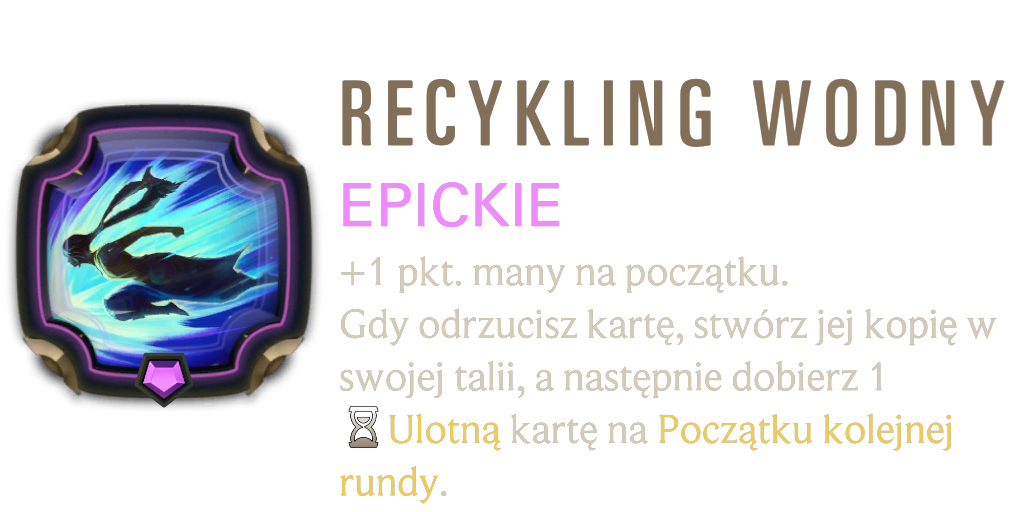 RECYKLING WODNY
EPICKIE
+1 pkt. many na początku.
Gdy odrzucisz kartę, stwórz jej kopię w
swojej talii, a następnie dobierz 1
Ulotną kartę na Początku kolejnej
rundy.